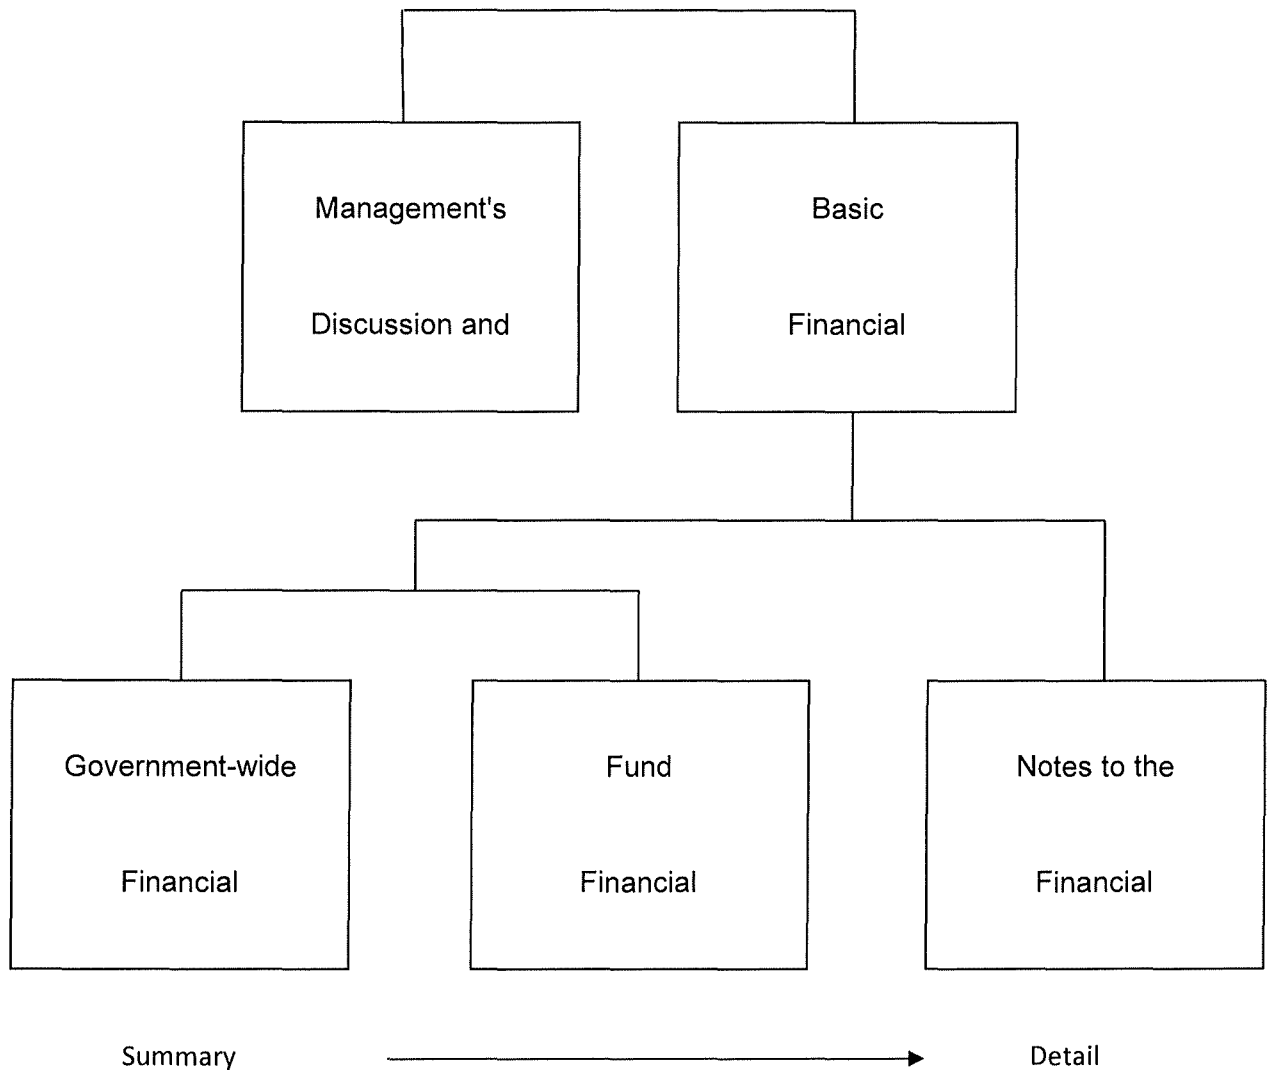 Management's
Discussion and
Basic
Financial
Government-wide
Financial
Fund
Financial
Notes to the
Financial
Summary
Detail